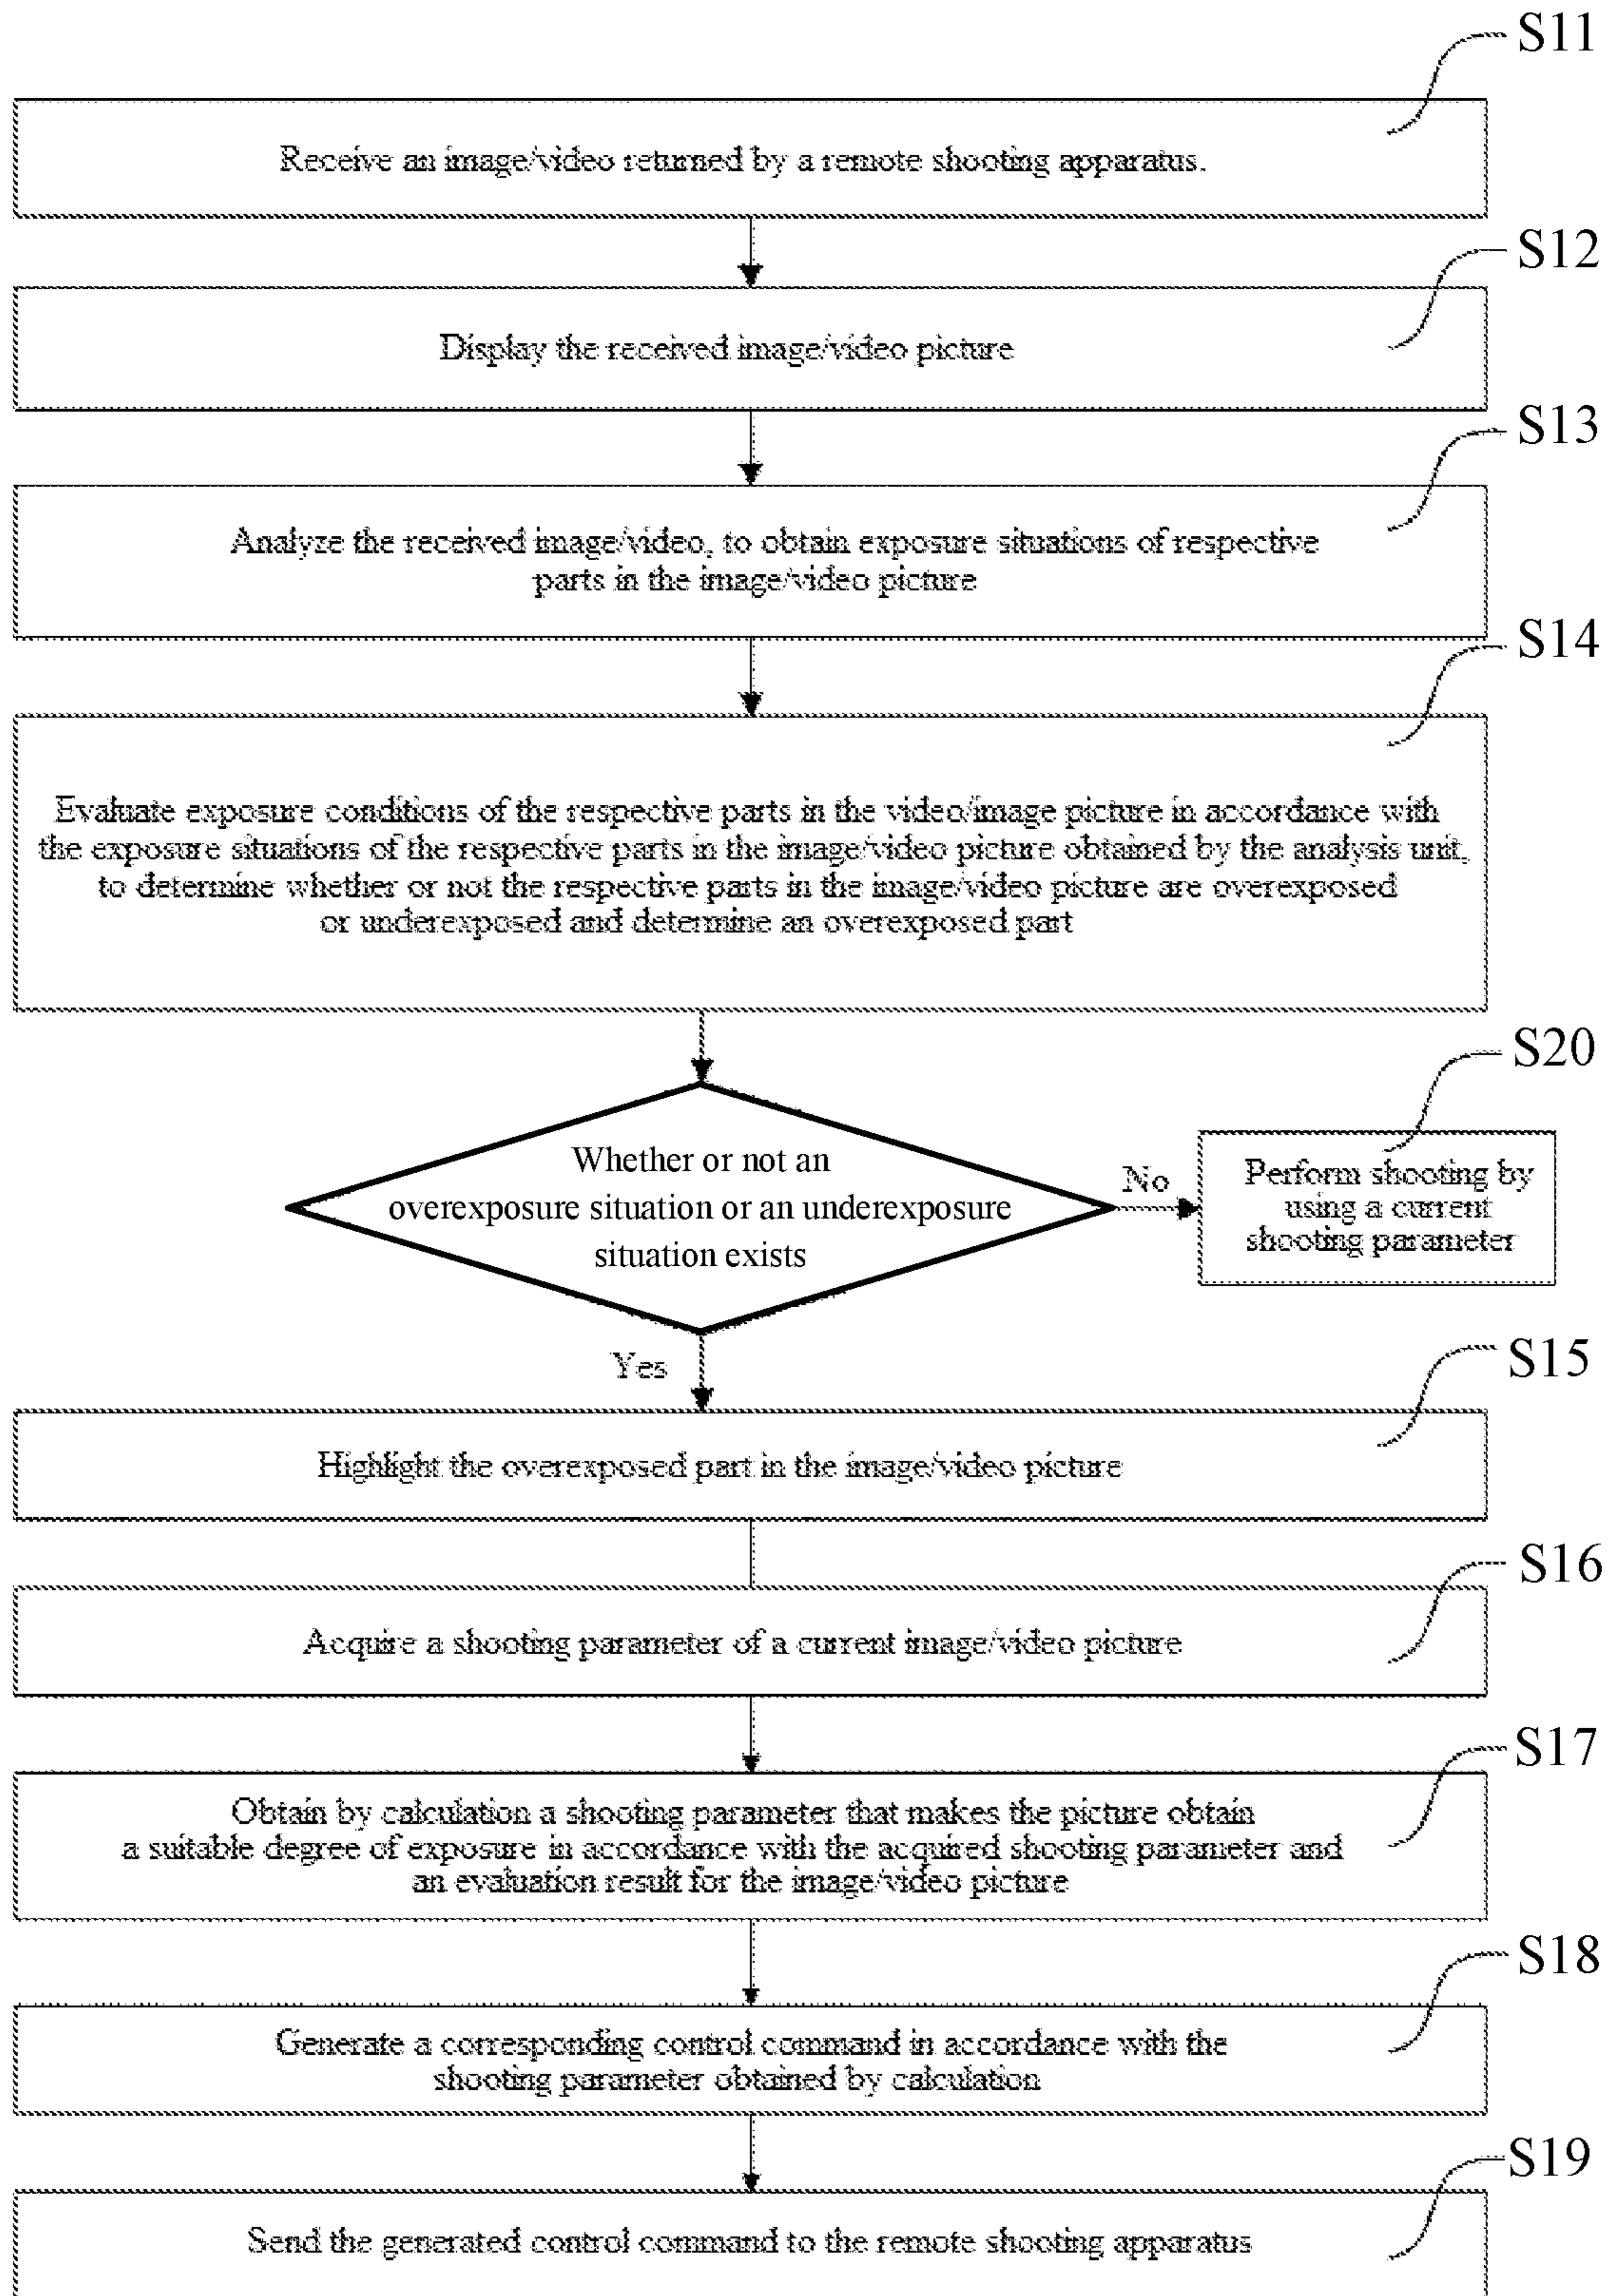 S11
Receive an image/video returned by a remote shooting apparatus.
S12
Display the received image/video picture
S13
Analyze the received image/video, to obtain exposure situations of respective
parts in the image/video picture
S14
Evaluate exposure conditions of the respective parts in the video/image picture in accordance with
the exposure situations of the respective parts in the image/video picture obtained by the analysis unit,
to determine whether or not the respective parts in the image/video picture are overexposed
or underexposed and determine an overexposed part
S20
Whether or not an
overexposure situation or an underexposure
situation exists
No
Perform shooting by
using a current
shooting parameter
Yes
S15
Highlight the overexposed part in the image/video picture
S16
Acquire a shooting parameter of a current image/video picture
S17
Obtain by calculation a shooting parameter that makes the picture obtain
a suitable degree of exposure in accordance with the acquired shooting parameter and
an evaluation result for the image/video picture
S18
Generate a corresponding control command in accordance with the
shooting parameter obtained by calculation
S19
Send the generated control command to the remote shooting apparatus